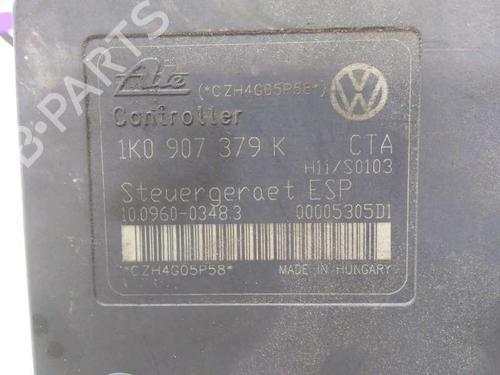 Ate (*CZH4G05P58*)
Controller
1K0 907 379 K CTA
H11/S0103
Steuergeraet ESP
10.0960-0348.3 00005305D1
*CZH4G05P58* MADE IN HUNGARY
B-PARTS